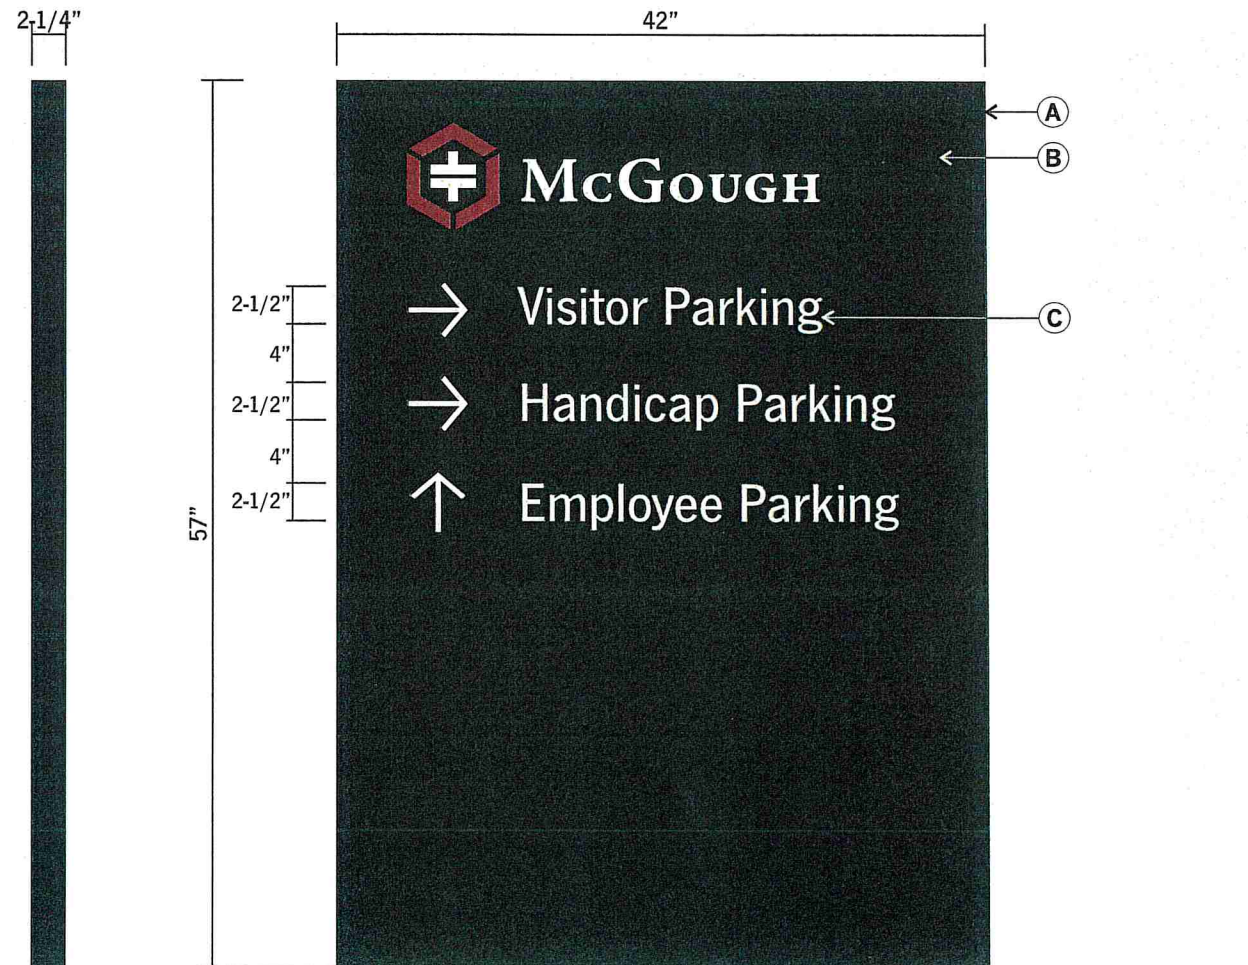 2-1/4”
42”
A
B
McGough
2-1/2”
Visitor Parking
C
4”
2-1/2”
Handicap Parking
4”
2-1/2”
Employee Parking
57”